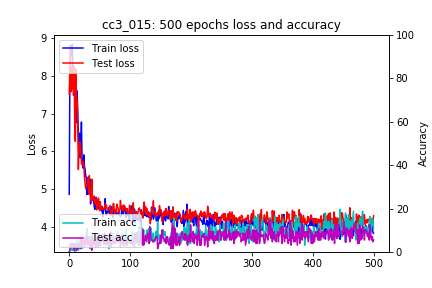 cc3_015: 500 epochs loss and accuracy
9
8
7
6
5
4
Loss
Train loss
Test loss
Train acc
Test acc
100
80
60
40
20
0
Accuracy
0
100
200
300
400
500